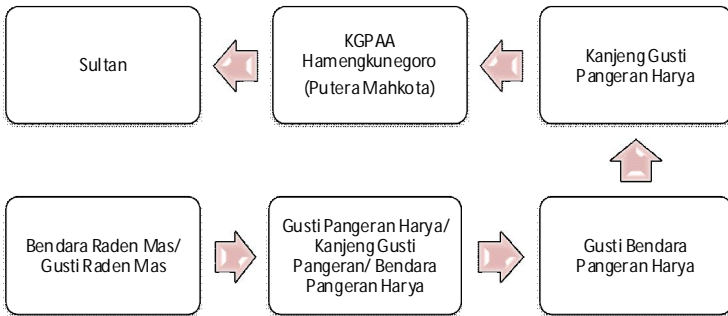 Sultan
KGPAA
Hamengkunegoro
(Putera Mahkota)
Kanjeng Gusti
Pangeran Harya
Bendara Raden Mas/
Gusti Raden Mas
Gusti Pangeran Harya/
Kanjeng Gusti
Pangeran/ Bendara
Pangeran Harya
Gusti Bendara
Pangeran Harya